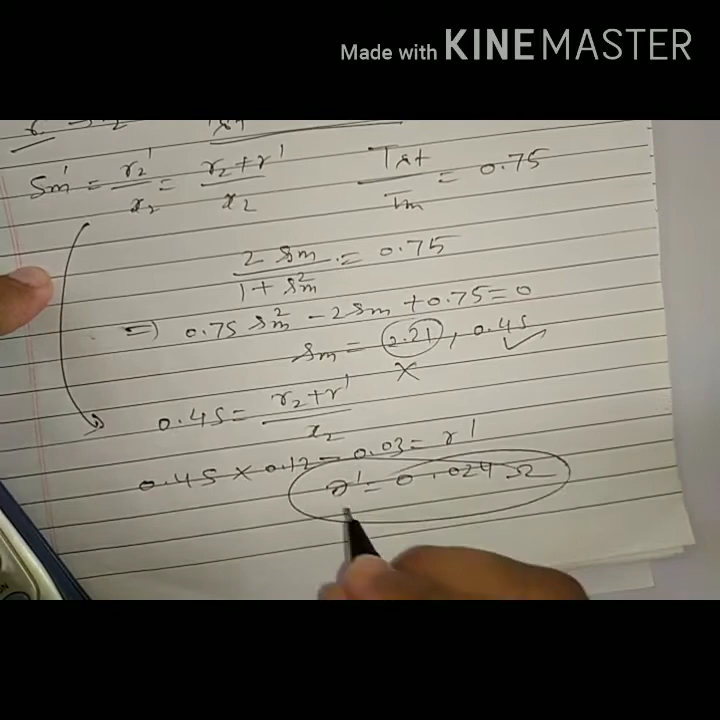 Made with KINEMASTER
Sm' = r2'/x2 = r2+r'/x2
Tst/Tm = 0.75
2 sm/1+sm² = 0.75
=) 0.75 sm² - 2sm + 0.75 = 0
sm = 2.21, 0.45 ✓
×
0.45 = r2+r'/x2
0.45 × 0.12 - 0.03 = r'
r' = 0.024 Ω